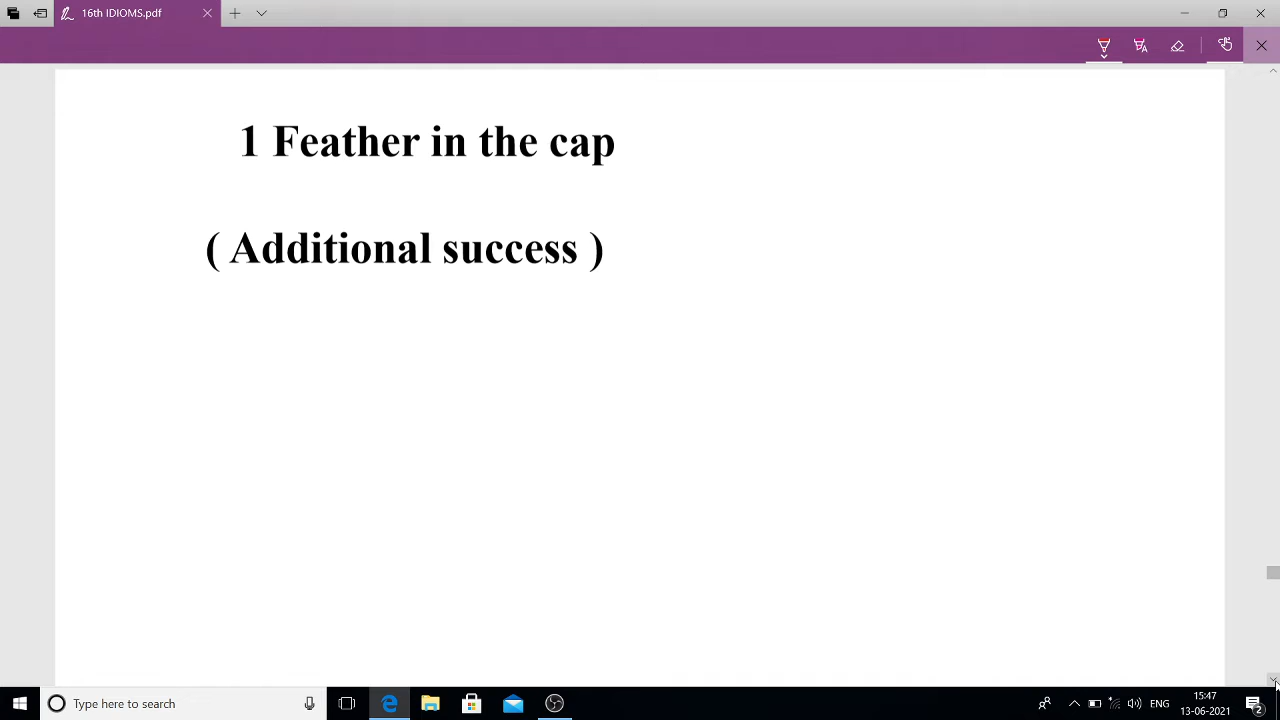 16th IDIOMS.pdf
1 Feather in the cap
( Additional success )
Type here to search
ENG
15:47
13-06-2021
2